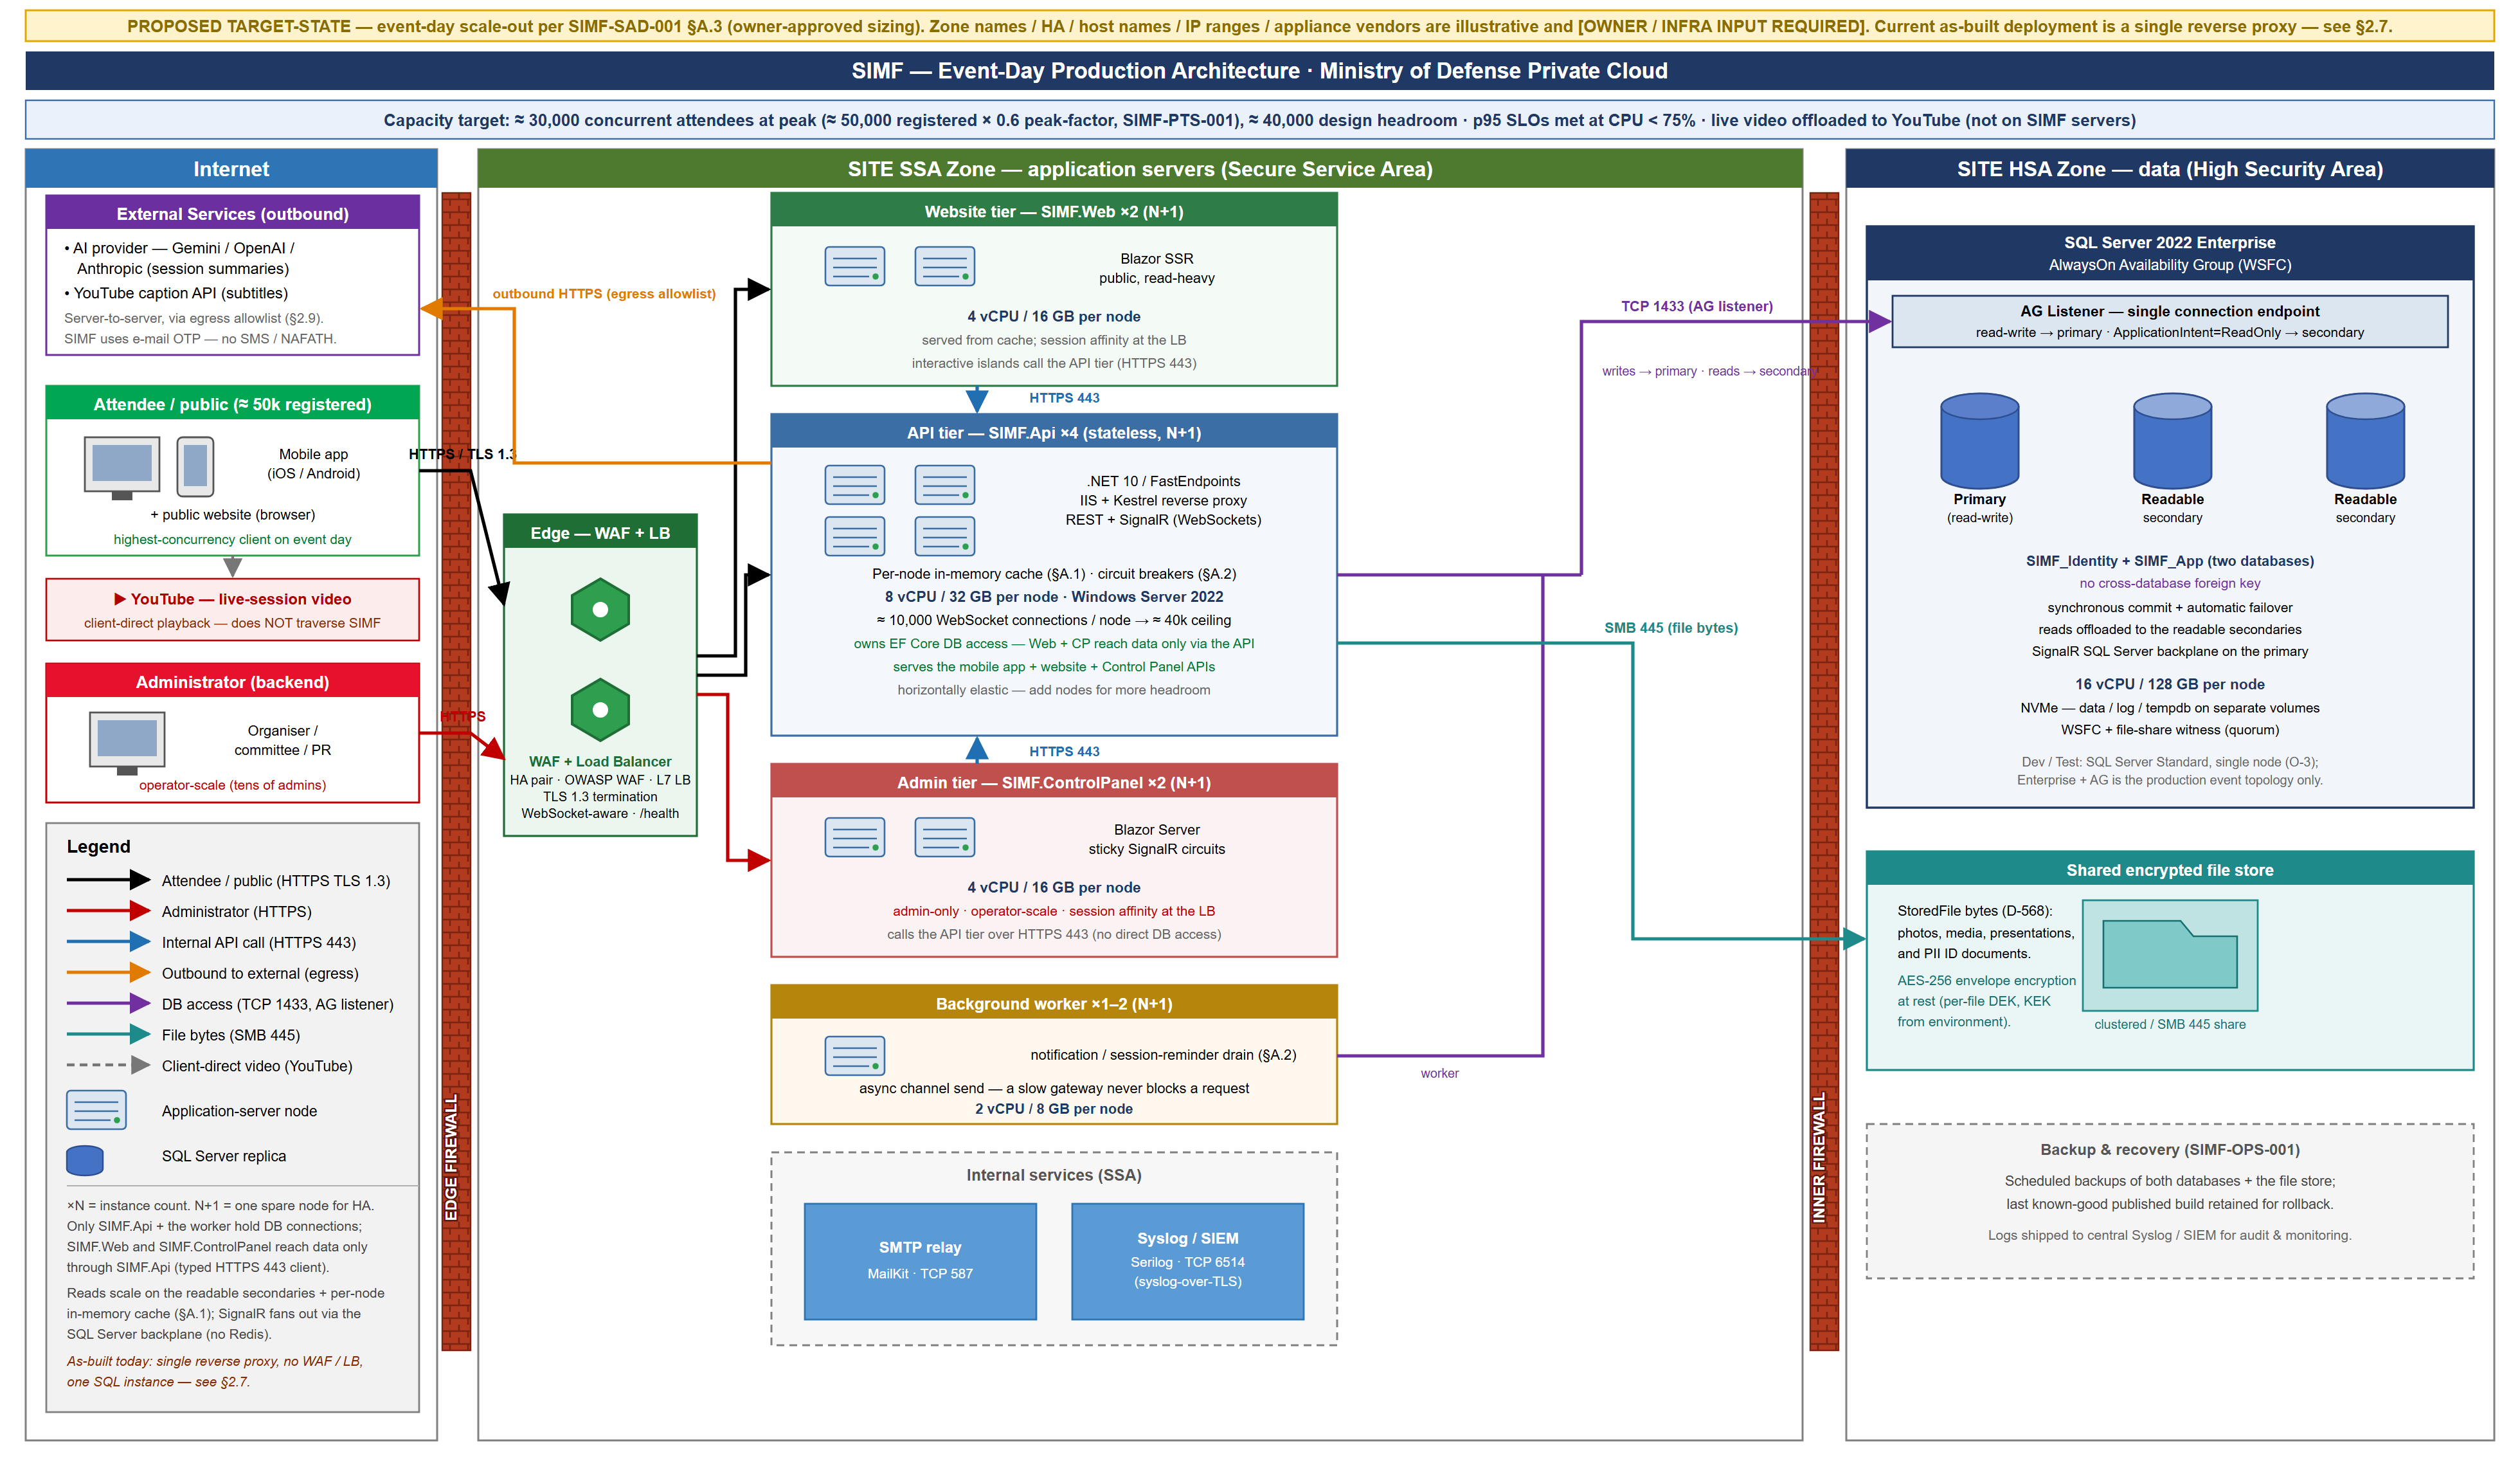 PROPOSED TARGET-STATE — event-day scale-out per SIMF-SAD-001 §A.3 (owner-approved sizing). Zone names / HA / host names / IP ranges / appliance vendors are illustrative and [OWNER / INFRA INPUT REQUIRED]. Current as-built deployment is a single reverse proxy — see §2.7.
SIMF — Event-Day Production Architecture · Ministry of Defense Private Cloud
Capacity target: ≈ 30,000 concurrent attendees at peak (≈ 50,000 registered × 0.6 peak-factor, SIMF-PTS-001), ≈ 40,000 design headroom · p95 SLOs met at CPU < 75% · live video offloaded to YouTube (not on SIMF servers)
Internet
External Services (outbound)
• AI provider — Gemini / OpenAI /
Anthropic (session summaries)
• YouTube caption API (subtitles)
Server-to-server, via egress allowlist (§2.9).
SIMF uses e-mail OTP — no SMS / NAFATH.
Attendee / public (≈ 50k registered)
Mobile app
(iOS / Android)
+ public website (browser)
highest-concurrency client on event day
▶ YouTube — live-session video
client-direct playback — does NOT traverse SIMF
Administrator (backend)
Organiser /
committee / PR
operator-scale (tens of admins)
Legend
Attendee / public (HTTPS TLS 1.3)
Administrator (HTTPS)
Internal API call (HTTPS 443)
Outbound to external (egress)
DB access (TCP 1433, AG listener)
File bytes (SMB 445)
Client-direct video (YouTube)
Application-server node
SQL Server replica
×N = instance count. N+1 = one spare node for HA.
Only SIMF.Api + the worker hold DB connections;
SIMF.Web and SIMF.ControlPanel reach data only
through SIMF.Api (typed HTTPS 443 client).
Reads scale on the readable secondaries + per-node
in-memory cache (§A.1); SignalR fans out via the
SQL Server backplane (no Redis).
As-built today: single reverse proxy, no WAF / LB,
one SQL instance — see §2.7.
EDGE FIREWALL
HTTPS / TLS 1.3
HTTPS
SITE SSA Zone — application servers (Secure Service Area)
outbound HTTPS (egress allowlist)
Edge — WAF + LB
WAF + Load Balancer
HA pair · OWASP WAF · L7 LB
TLS 1.3 termination
WebSocket-aware · /health
Website tier — SIMF.Web ×2 (N+1)
Blazor SSR
public, read-heavy
4 vCPU / 16 GB per node
served from cache; session affinity at the LB
interactive islands call the API tier (HTTPS 443)
HTTPS 443
API tier — SIMF.Api ×4 (stateless, N+1)
.NET 10 / FastEndpoints
IIS + Kestrel reverse proxy
REST + SignalR (WebSockets)
Per-node in-memory cache (§A.1) · circuit breakers (§A.2)
8 vCPU / 32 GB per node · Windows Server 2022
≈ 10,000 WebSocket connections / node → ≈ 40k ceiling
owns EF Core DB access — Web + CP reach data only via the API
serves the mobile app + website + Control Panel APIs
horizontally elastic — add nodes for more headroom
HTTPS 443
Admin tier — SIMF.ControlPanel ×2 (N+1)
Blazor Server
sticky SignalR circuits
4 vCPU / 16 GB per node
admin-only · operator-scale · session affinity at the LB
calls the API tier over HTTPS 443 (no direct DB access)
Background worker ×1–2 (N+1)
notification / session-reminder drain (§A.2)
async channel send — a slow gateway never blocks a request
2 vCPU / 8 GB per node
Internal services (SSA)
SMTP relay
MailKit · TCP 587
Syslog / SIEM
Serilog · TCP 6514
(syslog-over-TLS)
TCP 1433 (AG listener)
writes → primary · reads → secondary
SMB 445 (file bytes)
worker
INNER FIREWALL
SITE HSA Zone — data (High Security Area)
SQL Server 2022 Enterprise
AlwaysOn Availability Group (WSFC)
AG Listener — single connection endpoint
read-write → primary · ApplicationIntent=ReadOnly → secondary
Primary
(read-write)
Readable
secondary
Readable
secondary
SIMF_Identity + SIMF_App (two databases)
no cross-database foreign key
synchronous commit + automatic failover
reads offloaded to the readable secondaries
SignalR SQL Server backplane on the primary
16 vCPU / 128 GB per node
NVMe — data / log / tempdb on separate volumes
WSFC + file-share witness (quorum)
Dev / Test: SQL Server Standard, single node (O-3);
Enterprise + AG is the production event topology only.
Shared encrypted file store
StoredFile bytes (D-568):
photos, media, presentations,
and PII ID documents.
AES-256 envelope encryption
at rest (per-file DEK, KEK
from environment).
clustered / SMB 445 share
Backup & recovery (SIMF-OPS-001)
Scheduled backups of both databases + the file store;
last known-good published build retained for rollback.
Logs shipped to central Syslog / SIEM for audit & monitoring.